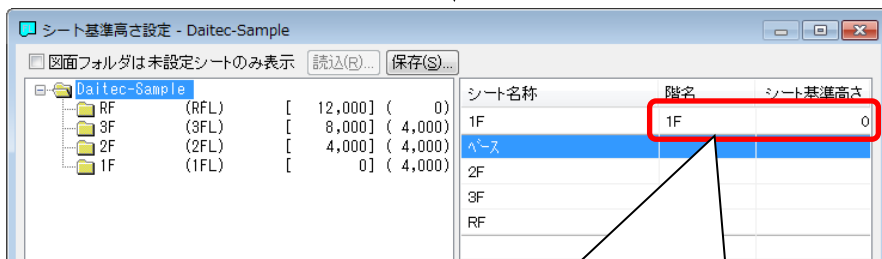 シート基準高さ設定 - Daitec-Sample
図面フォルダは未設定シートのみ表示 読込(R)... 保存(S)...
Daitec-Sample
RF (RFL) [ 12,000] ( 0)
3F (3FL) [ 8,000] ( 4,000)
2F (2FL) [ 4,000] ( 4,000)
1F (1FL) [ 0] ( 4,000)
シート名称 階名 シート基準高さ
1F 1F 0
ﾍﾞｰｽ
2F
3F
RF